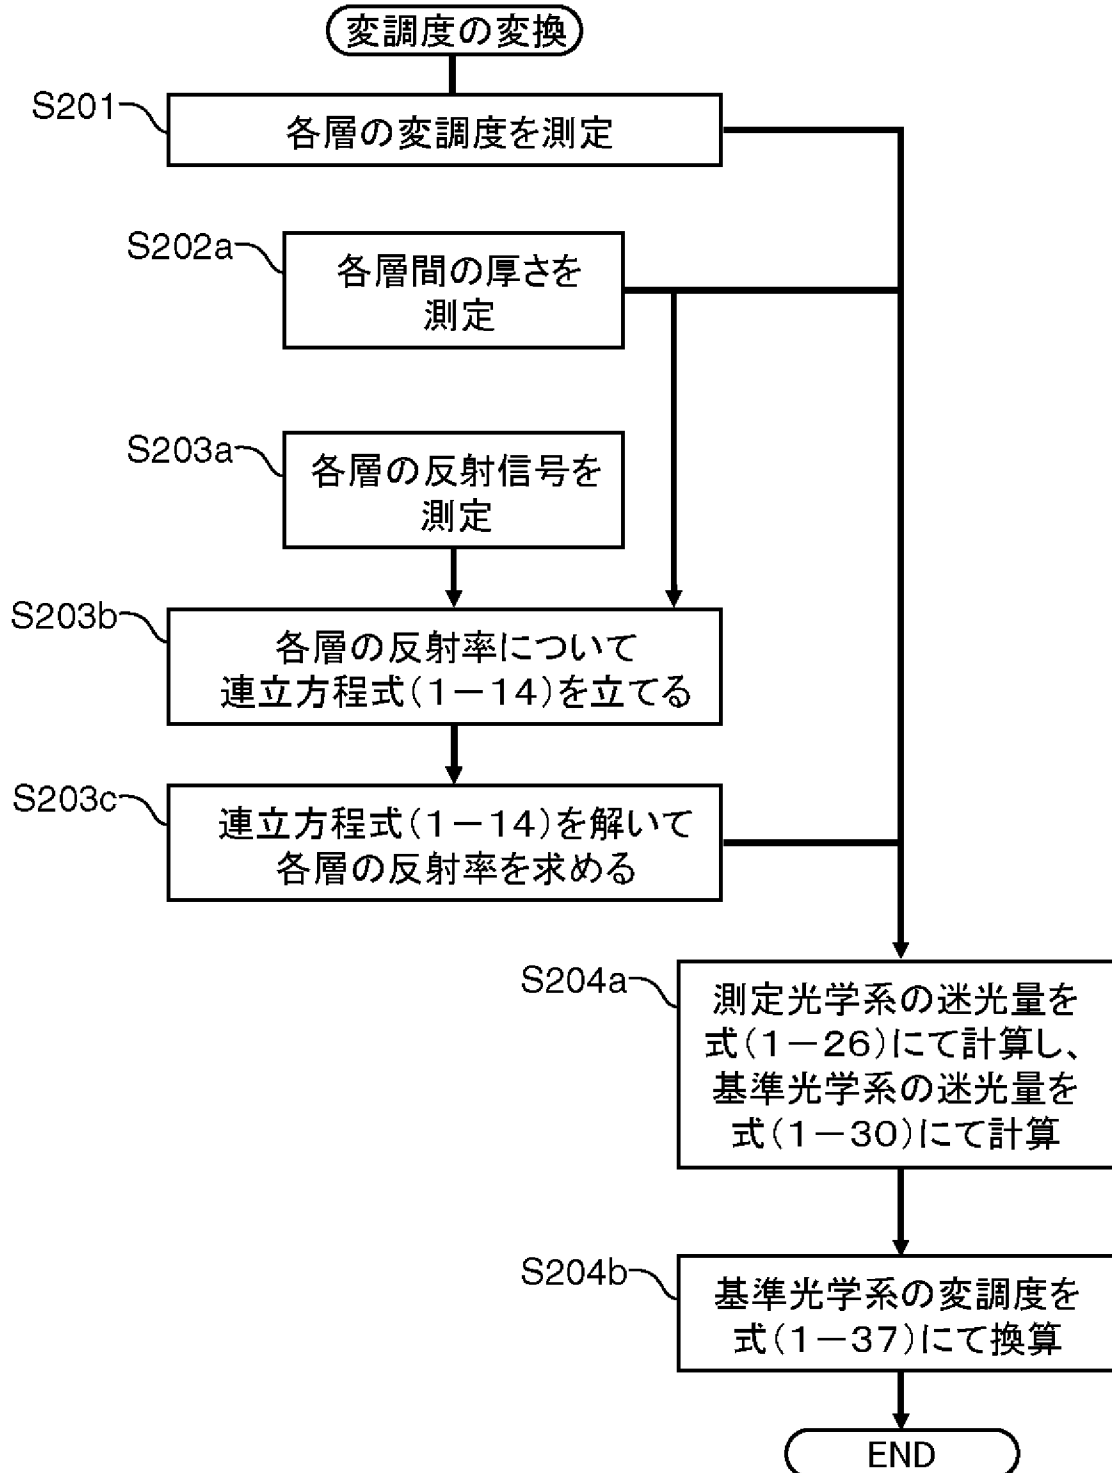 変調度の変換
S201
各層の変調度を測定
S202a
各層間の厚さを
測定
S203a
各層の反射信号を
測定
S203b
各層の反射率について
連立方程式(1-14)を立てる
S203c
連立方程式(1-14)を解いて
各層の反射率を求める
S204a
測定光学系の迷光量を
式(1-26)にて計算し、
基準光学系の迷光量を
式(1-30)にて計算
S204b
基準光学系の変調度を
式(1-37)にて換算
END